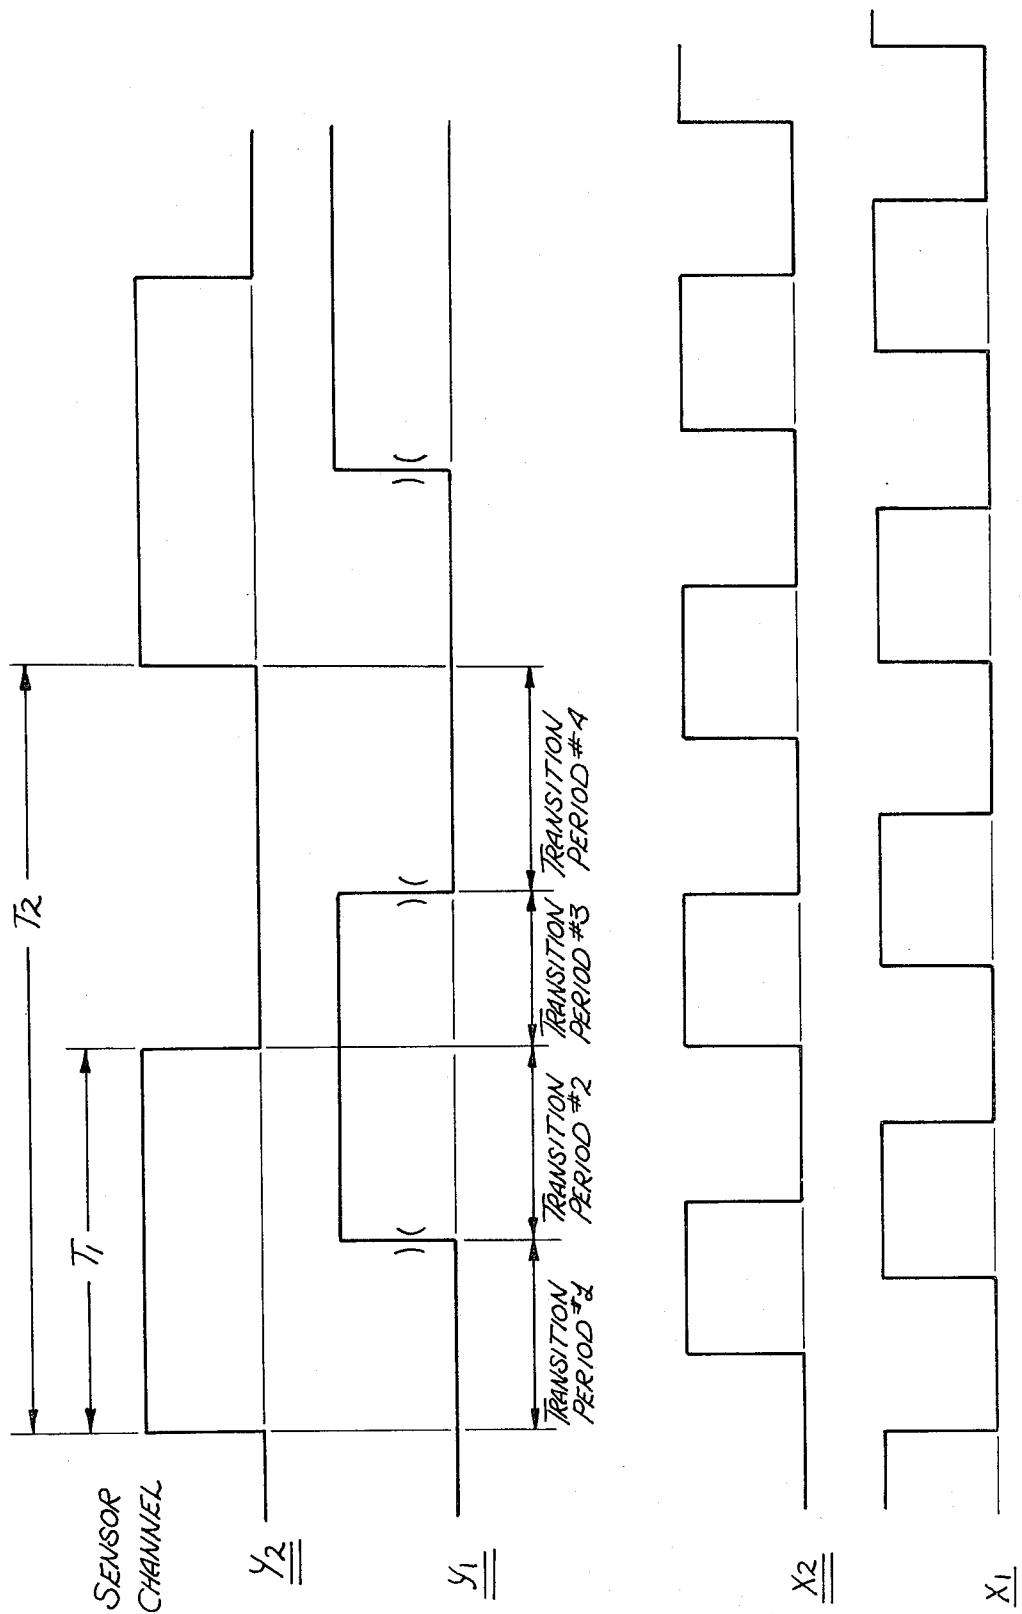 SENSOR
CHANNEL
T2
T1
Y2
Y1
TRANSITION
PERIOD #1
TRANSITION
PERIOD #2
TRANSITION
PERIOD #3
TRANSITION
PERIOD #4
X2
X1